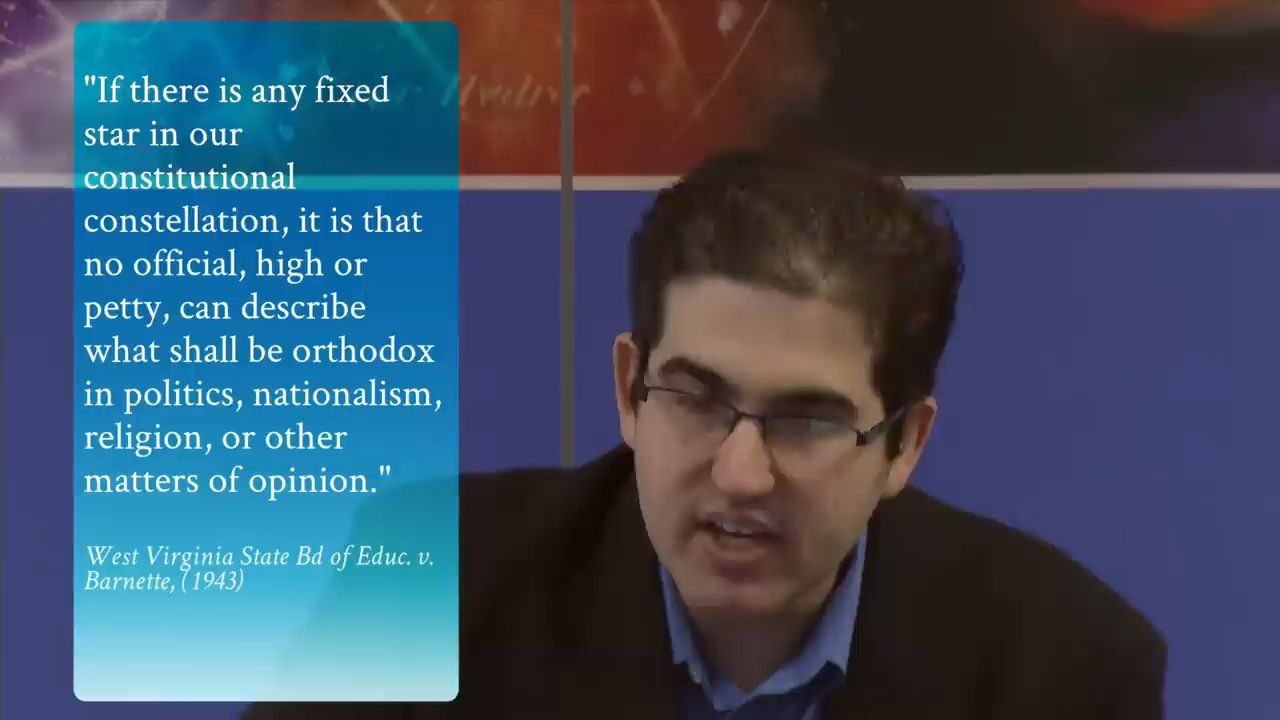 "If there is any fixed
star in our
constitutional
constellation, it is that
no official, high or
petty, can describe
what shall be orthodox
in politics, nationalism,
religion, or other
matters of opinion."
West Virginia State Bd of Educ. v.
Barnette, (1943)